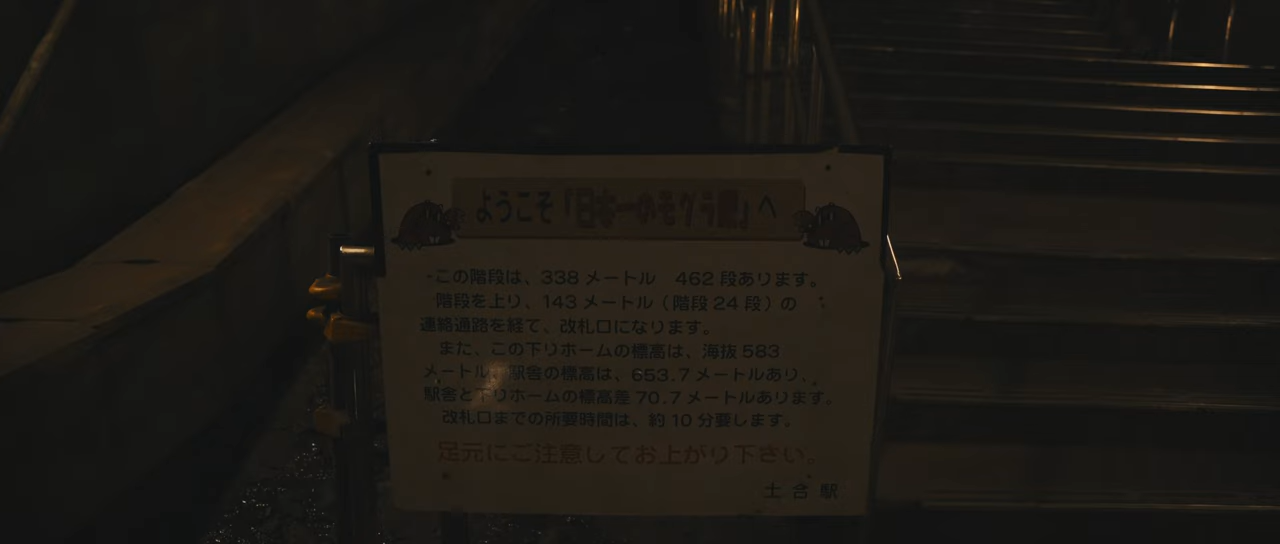 ようこそ「日本一のモグラ駅」へ
この階段は、338メートル 462段あります。
階段を上り、143メートル（階段24段）の
連絡通路を経て、改札口になります。
また、この下りホームの標高は、海抜583
メートル、駅舎の標高は、653.7メートルあり、
駅舎と下りホームの標高差70.7メートルあります。
改札口までの所要時間は、約10分要します。
足元にご注意してお上がり下さい。
土合駅